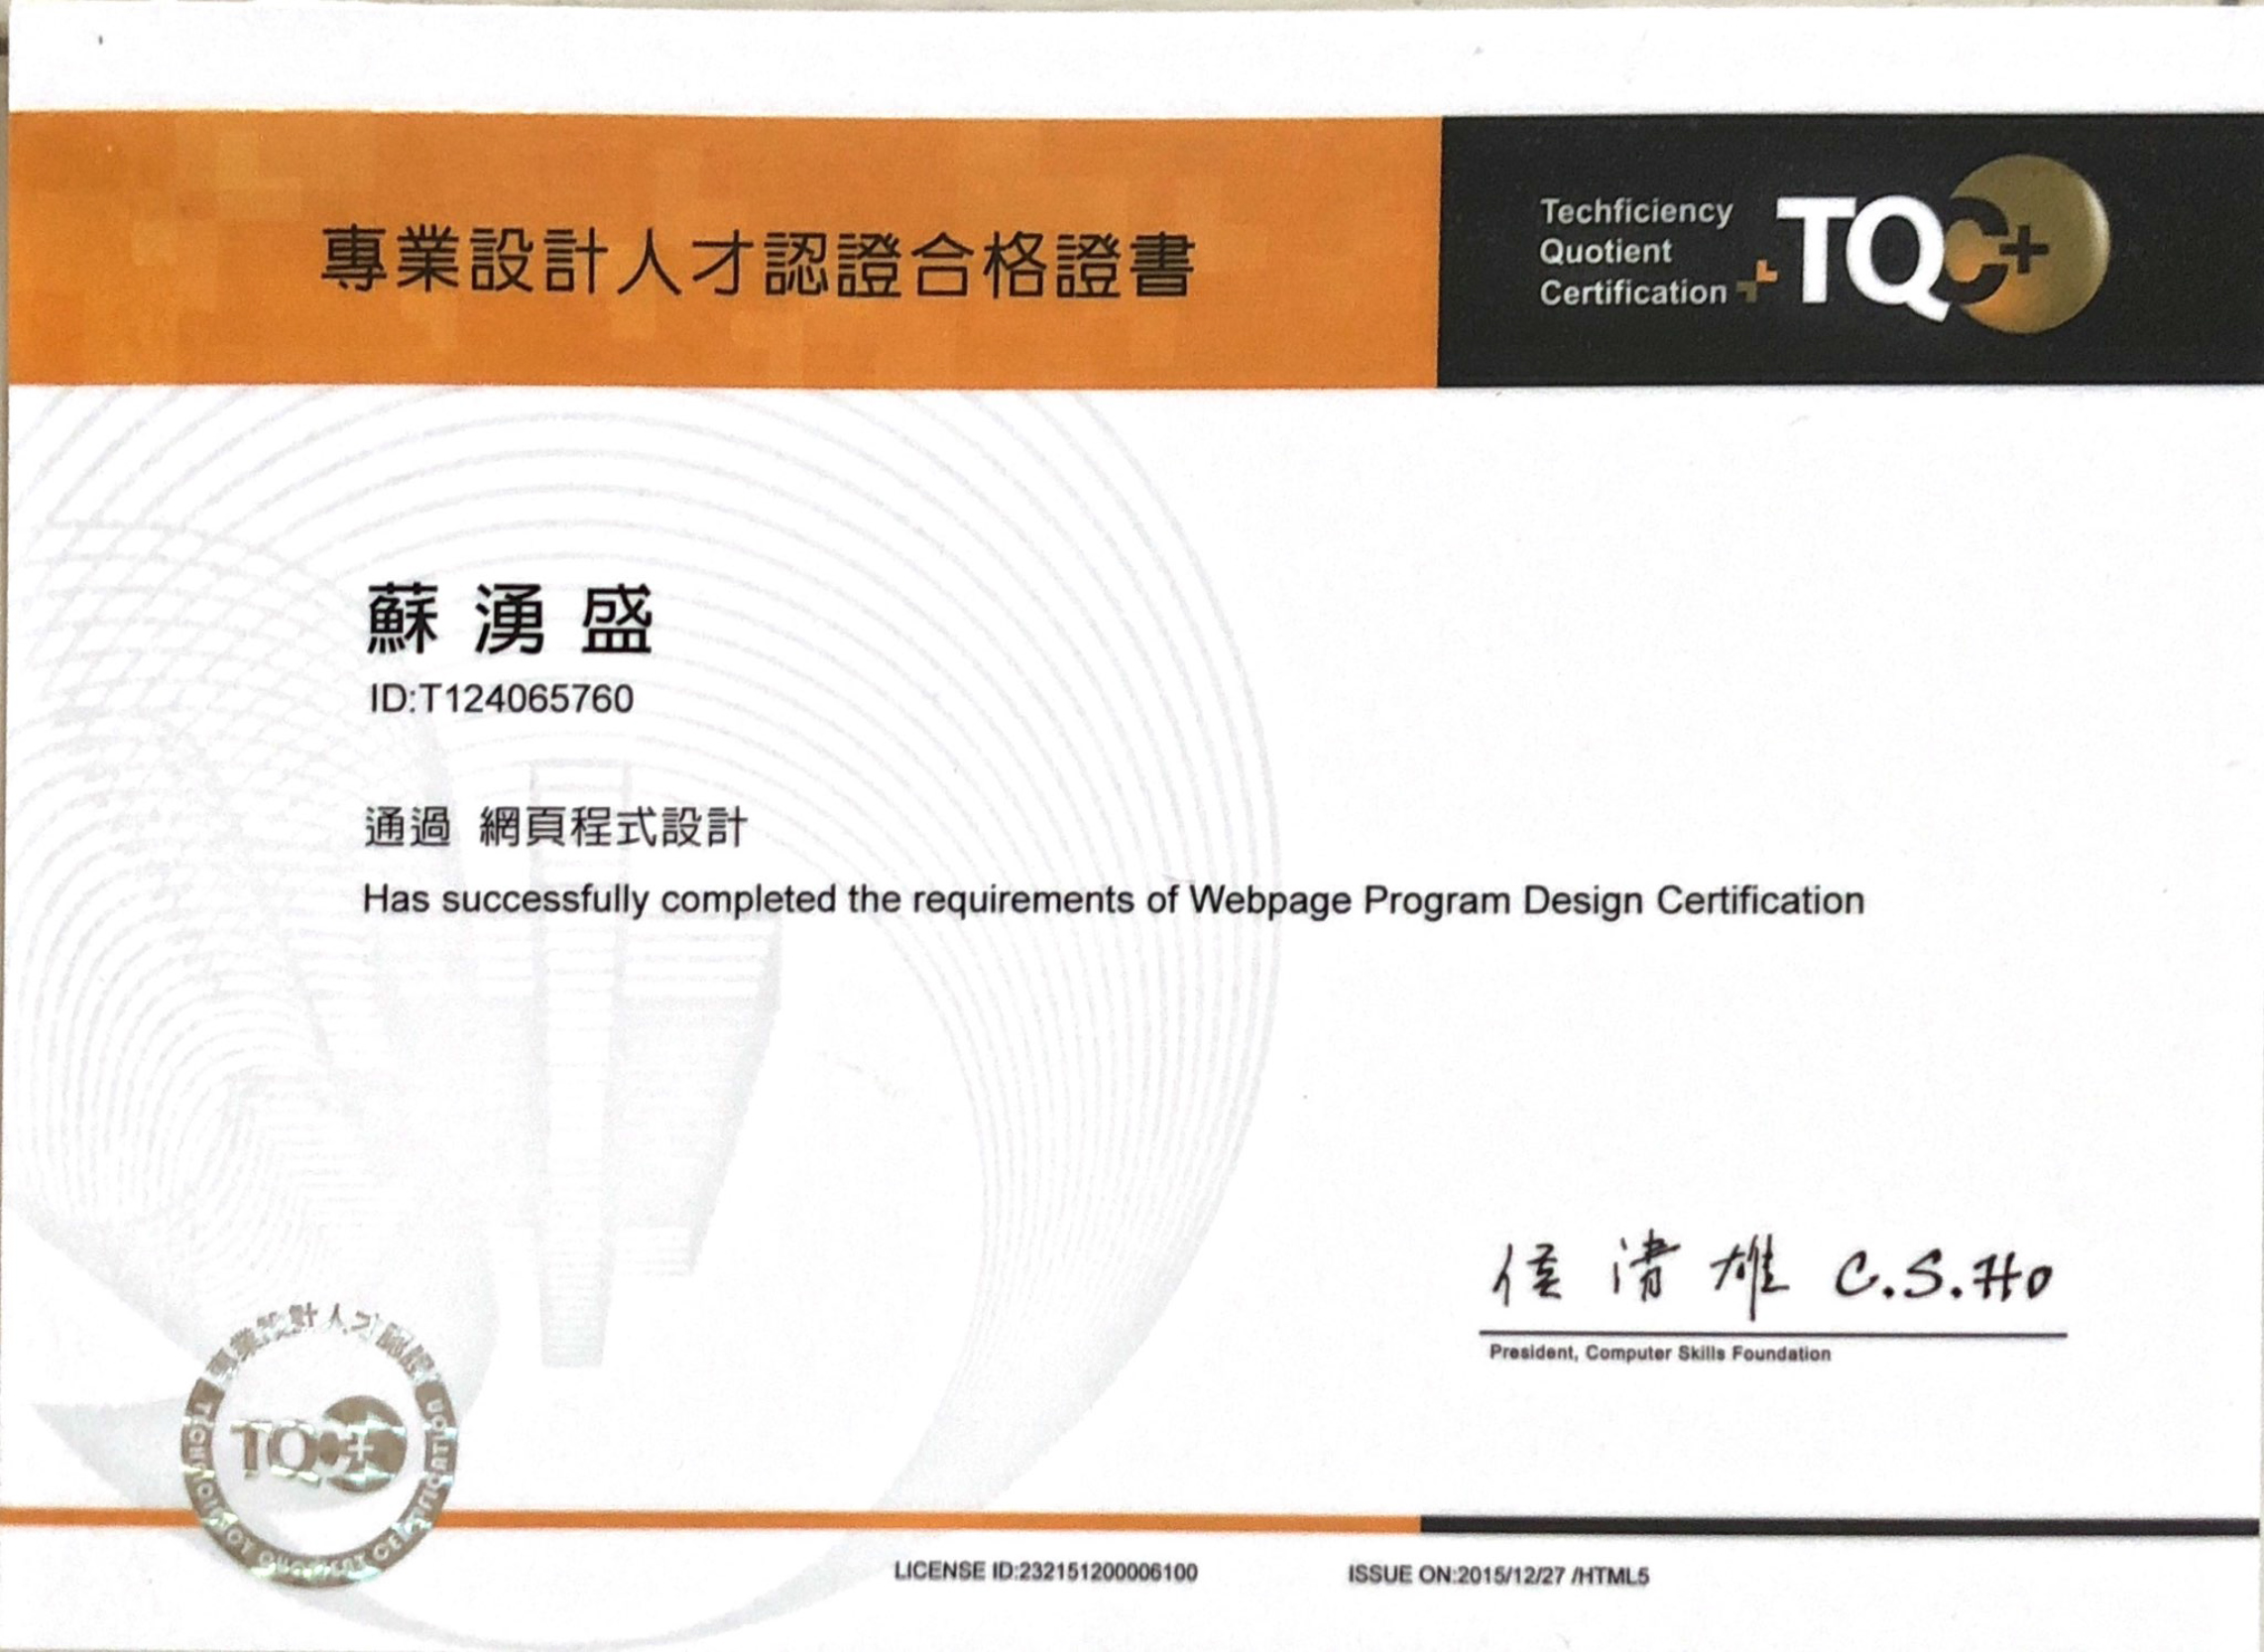 專業設計人才認證合格證書
Techficiency
Quotient
Certification
TQC+
蘇湧盛
ID:T124065760
通過 網頁程式設計
Has successfully completed the requirements of Webpage Program Design Certification
侯清雄 C.S.Ho
President, Computer Skills Foundation
專業設計人才認證
TQC+
TECHFICIENCY QUOTIENT CERTIFICATION
LICENSE ID:232151200006100
ISSUE ON:2015/12/27 /HTML5